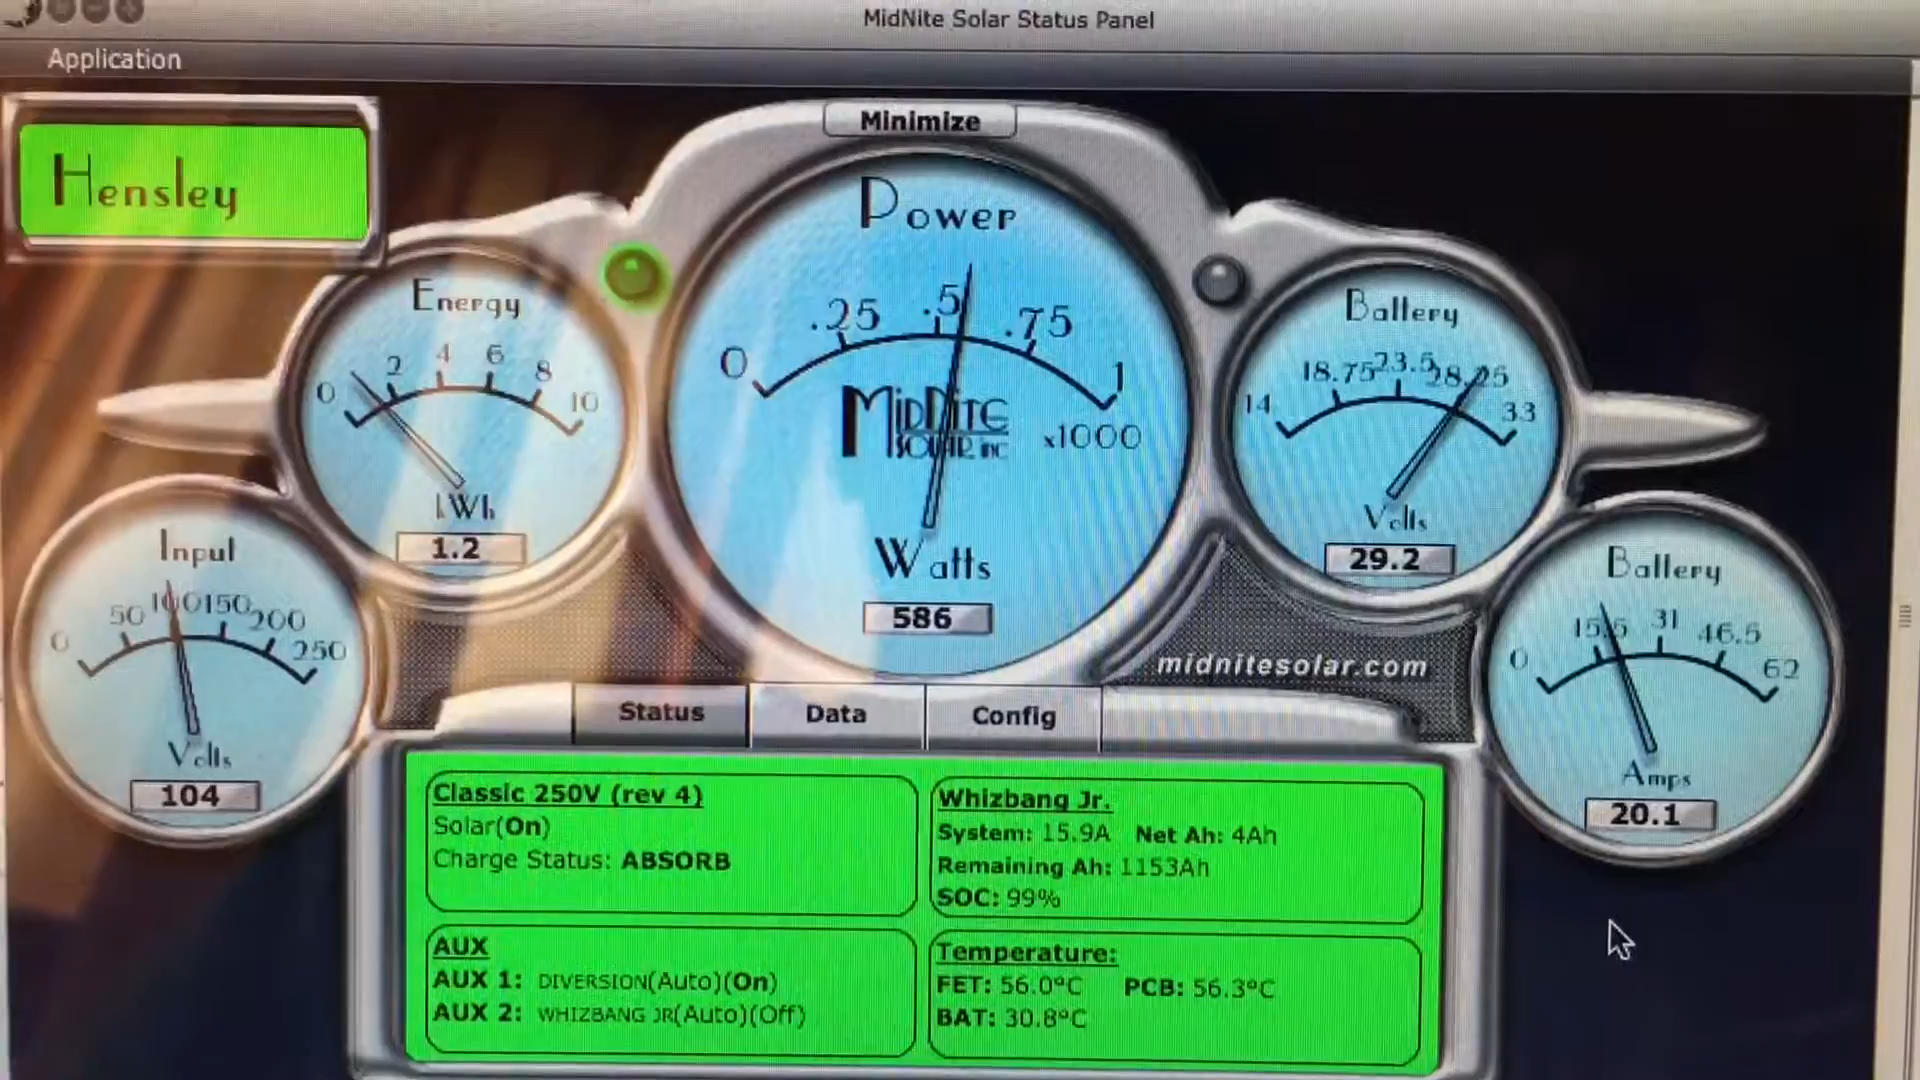 MidNite Solar Status Panel
Application
Minimize
Hensley
Power
0 .25 .5 .75 1
MidNite
SOLAR INC
x1000
Watts
586
Energy
0 2 4 6 8 10
kWh
1.2
Battery
14 18.75 23.5 28.25 33
Volts
29.2
Input
0 50 100 150 200 250
Volts
104
Battery
0 15.5 31 46.5 62
Amps
20.1
midnitesolar.com
Status Data Config
Classic 250V (rev 4)
Solar(On)
Charge Status: ABSORB
Whizbang Jr.
System: 15.9A Net Ah: 4Ah
Remaining Ah: 1153Ah
SOC: 99%
AUX
AUX 1: DIVERSION(Auto)(On)
AUX 2: WHIZBANG JR(Auto)(Off)
Temperature:
FET: 56.0°C PCB: 56.3°C
BAT: 30.8°C